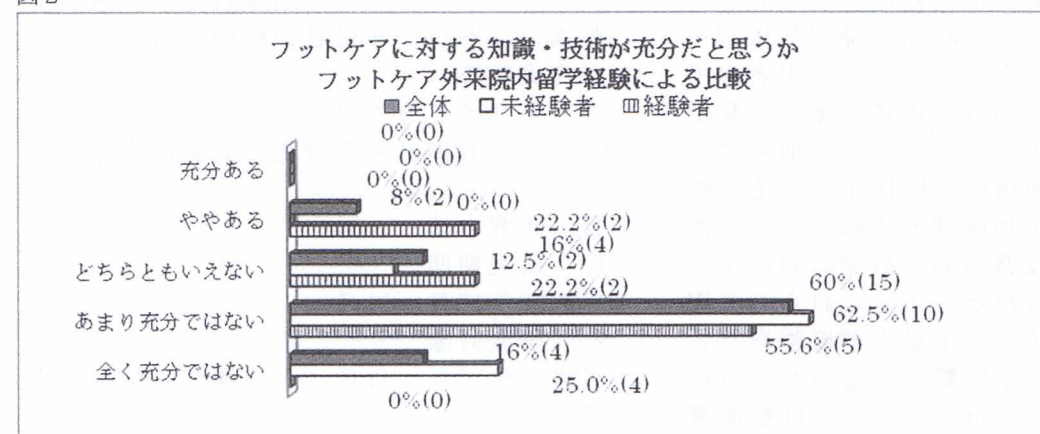 フットケアに対する知識・技術が充分だと思うか
フットケア外来院内留学経験による比較
全体 未経験者 経験者
0%(0)
充分ある 0%(0)
0%(0)
8%(2) 0%(0)
ややある 22.2%(2)
16%(4)
どちらともいえない 12.5%(2)
22.2%(2)
60%(15)
あまり充分ではない 62.5%(10)
55.6%(5)
16%(4)
全く充分ではない 25.0%(4)
0%(0)